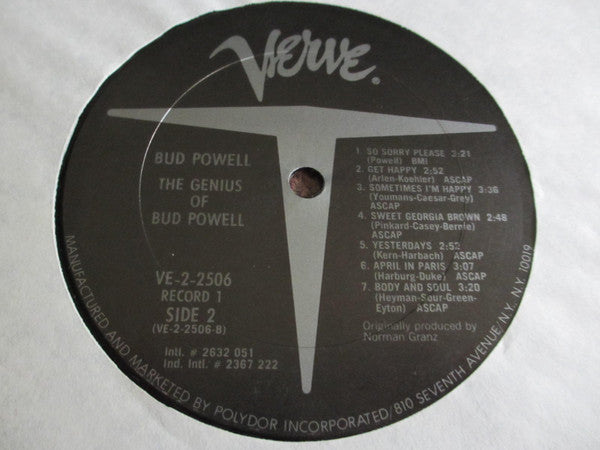 Verve®
BUD POWELL
THE GENIUS
OF
BUD POWELL
VE-2-2506
RECORD 1
SIDE 2
(VE-2-2506-B)
Intl. # 2632 051
Ind. Intl. # 2367 222
1. SO SORRY PLEASE 3:21
(Powell) BMI
2. GET HAPPY 2:52
(Arlen-Koehler) ASCAP
3. SOMETIMES I'M HAPPY 3:36
(Youmans-Caesar-Grey)
ASCAP
4. SWEET GEORGIA BROWN 2:48
(Pinkard-Casey-Bernie)
ASCAP
5. YESTERDAYS 2:52
(Kern-Harbach) ASCAP
6. APRIL IN PARIS 3:07
(Harburg-Duke) ASCAP
7. BODY AND SOUL 3:20
(Heyman-Sour-Green-
Eyton) ASCAP
Originally produced by
Norman Granz
MANUFACTURED AND MARKETED BY POLYDOR INCORPORATED/810 SEVENTH AVENUE/N.Y. N.Y. 10019